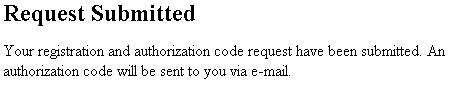 Request Submitted
Your registration and authorization code request have been submitted. An
authorization code will be sent to you via e-mail.